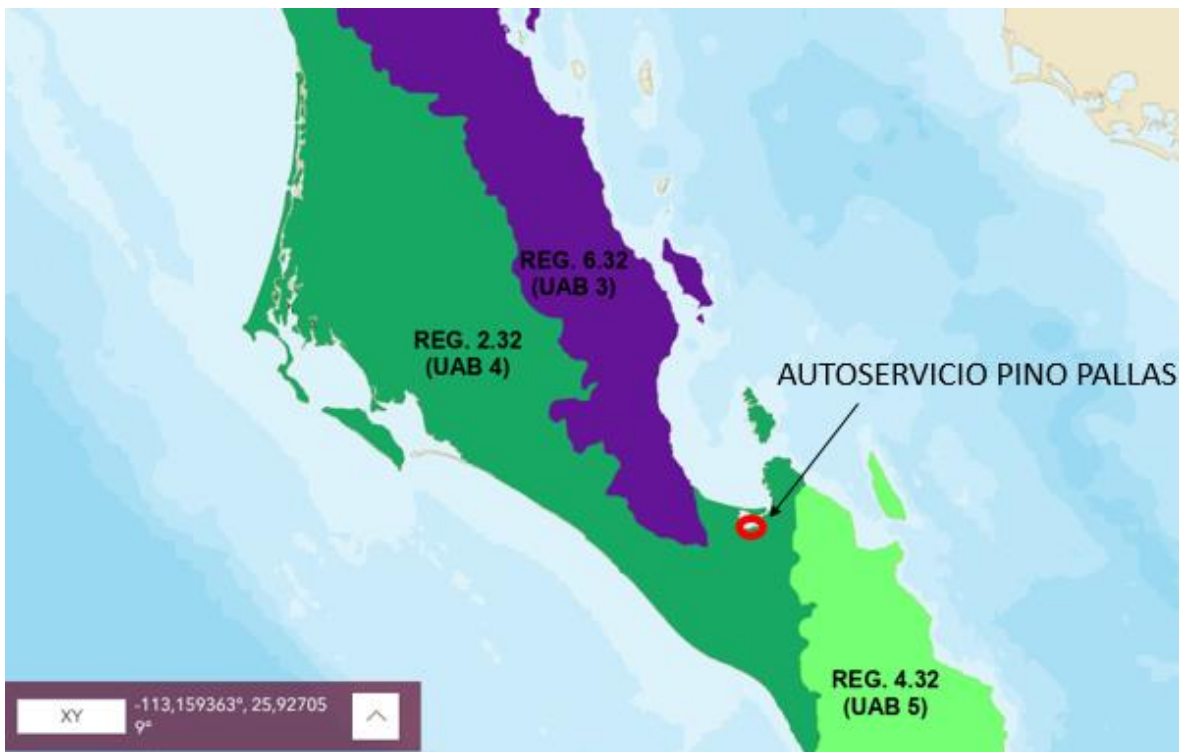 REG. 6.32
(UAB 3)
REG. 2.32
(UAB 4)
AUTOSERVICIO PINO PALLAS
REG. 4.32
(UAB 5)
XY
-113,159363°, 25,92705
9°